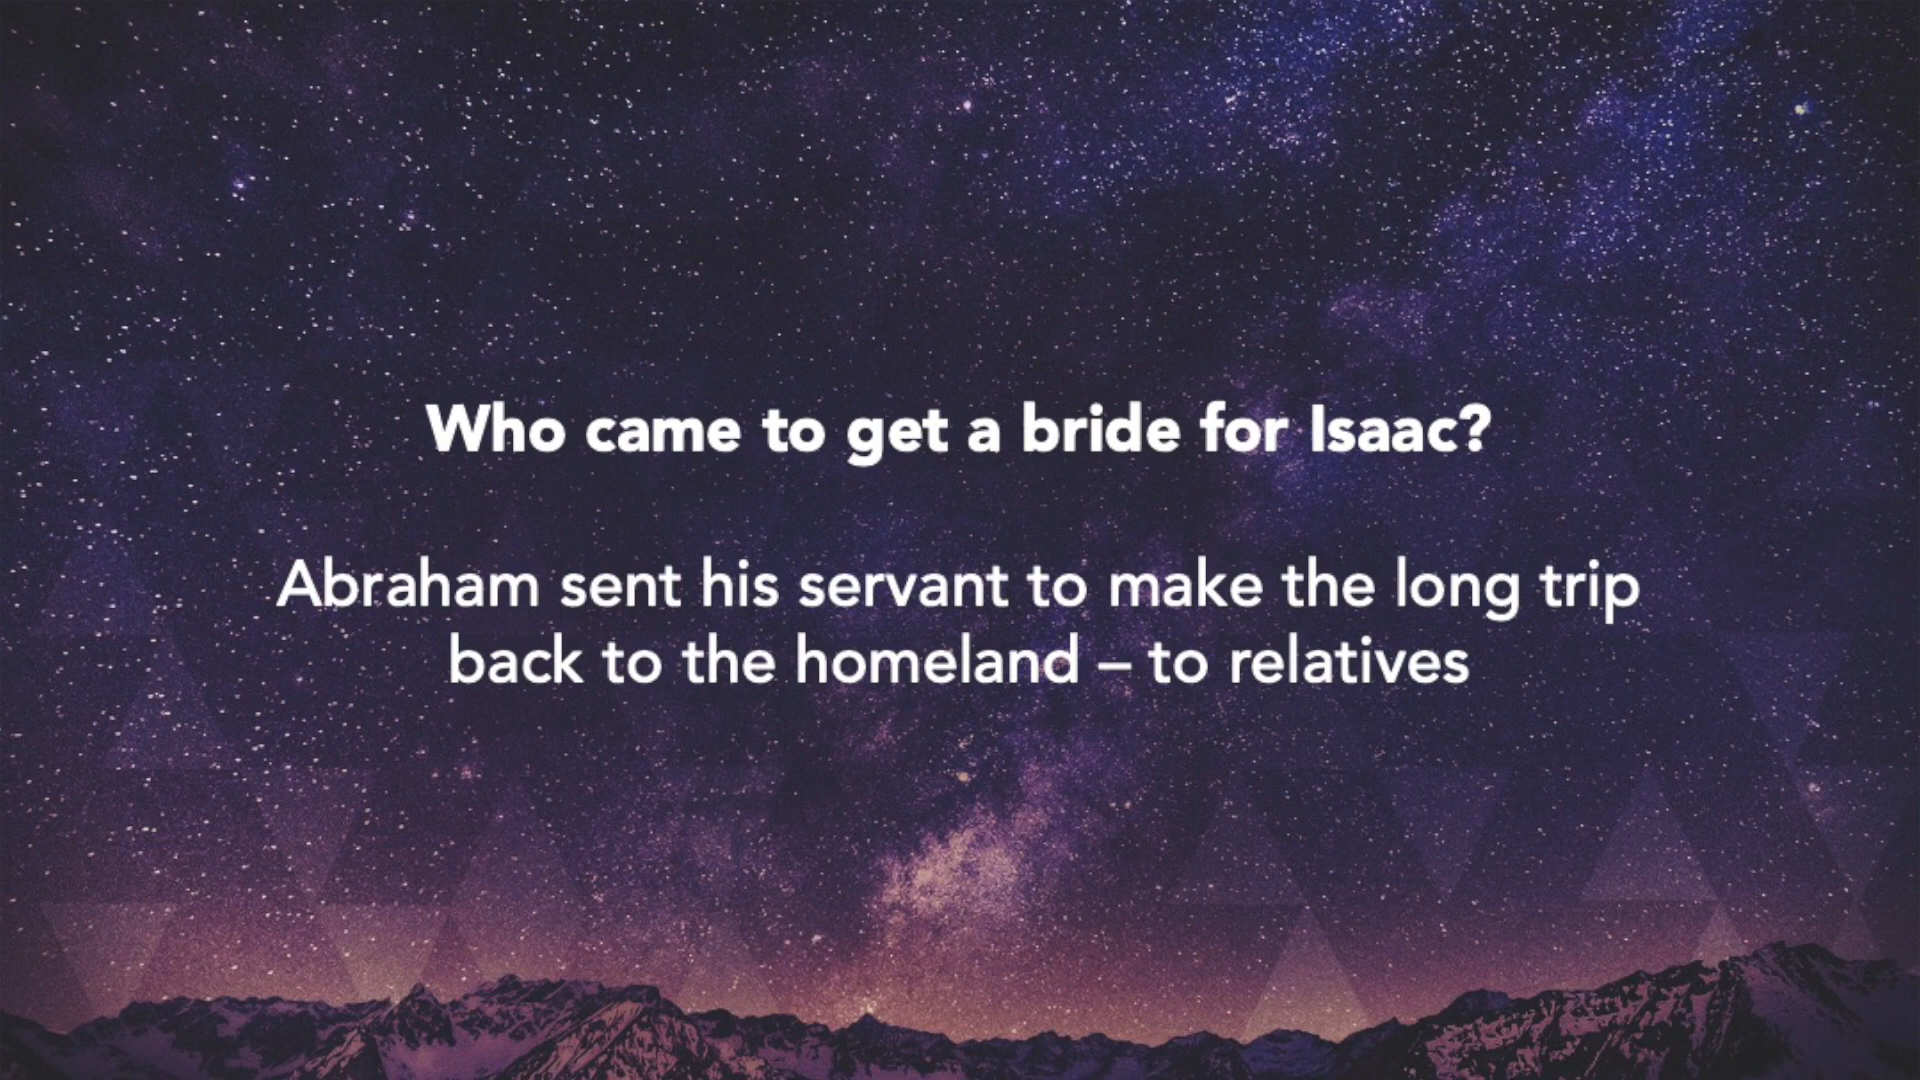 Who came to get a bride for Isaac?
Abraham sent his servant to make the long trip
back to the homeland – to relatives